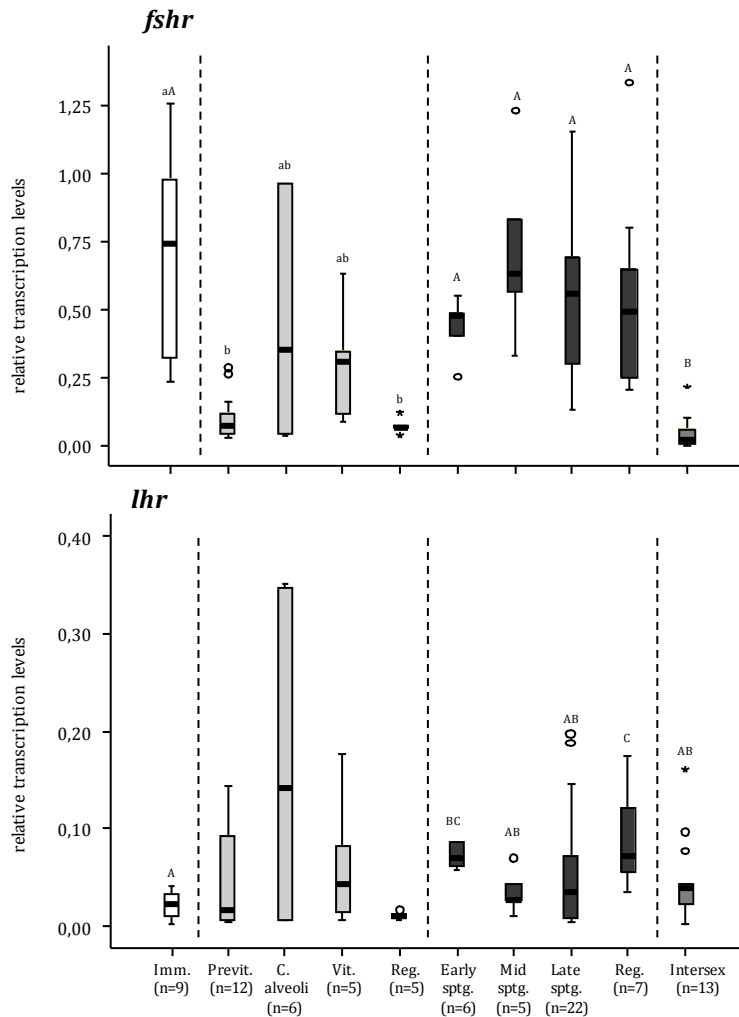 fshr
relative transcription levels
1,25
1,00
0,75
0,50
0,25
0,00
aA
b
ab
ab
b
A
A
A
A
B
lhr
relative transcription levels
0,40
0,30
0,20
0,10
0,00
A
BC
AB
AB
C
AB
Imm.
(n=9)
Previt.
(n=12)
C.
alveoli
(n=6)
Vit.
(n=5)
Reg.
(n=5)
Early
sptg.
(n=6)
Mid
sptg.
(n=5)
Late
sptg.
(n=22)
Reg.
(n=7)
Intersex
(n=13)